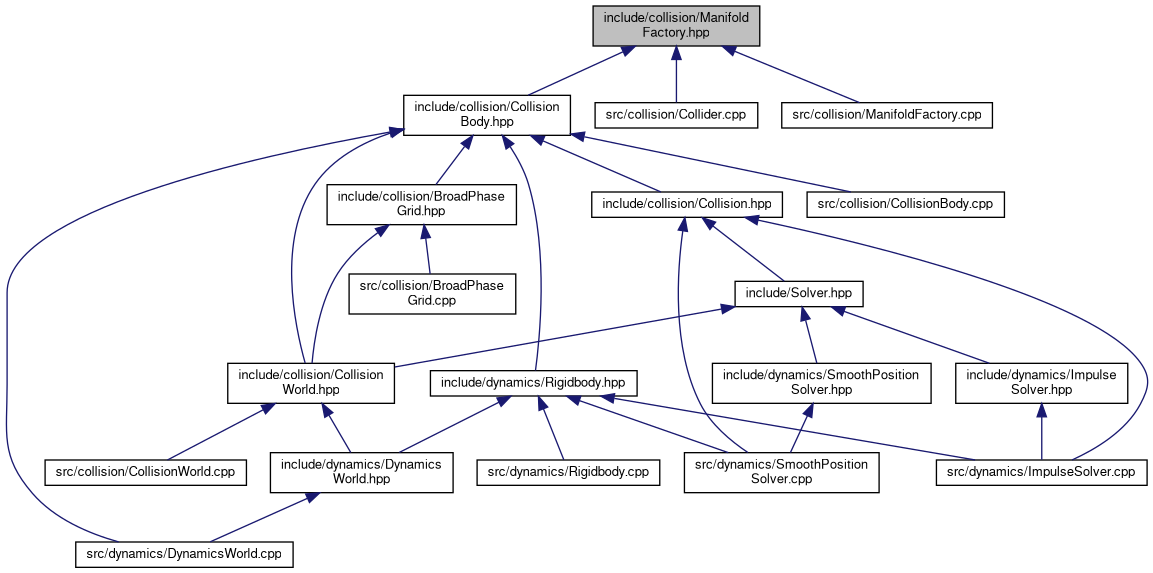 include/collision/Manifold
Factory.hpp
include/collision/Collision
Body.hpp
src/collision/Collider.cpp
src/collision/ManifoldFactory.cpp
include/collision/BroadPhase
Grid.hpp
include/collision/Collision.hpp
src/collision/CollisionBody.cpp
src/collision/BroadPhase
Grid.cpp
include/Solver.hpp
include/collision/Collision
World.hpp
include/dynamics/Rigidbody.hpp
include/dynamics/SmoothPosition
Solver.hpp
include/dynamics/Impulse
Solver.hpp
src/collision/CollisionWorld.cpp
include/dynamics/Dynamics
World.hpp
src/dynamics/Rigidbody.cpp
src/dynamics/SmoothPosition
Solver.cpp
src/dynamics/ImpulseSolver.cpp
src/dynamics/DynamicsWorld.cpp